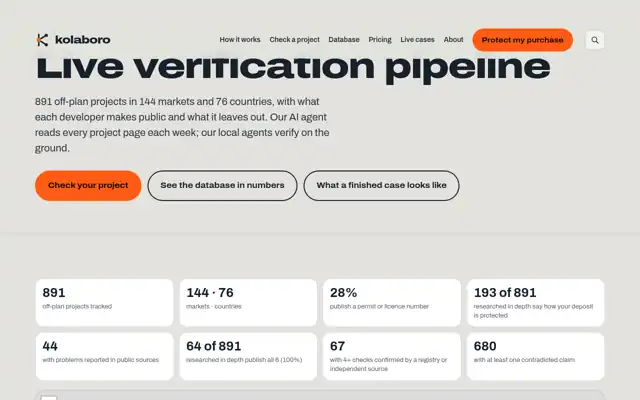 kolaboro
How it works
Check a project
Database
Pricing
Live cases
About
Protect my purchase
Live verification pipeline
891 off-plan projects in 144 markets and 76 countries, with what
each developer makes public and what it leaves out. Our AI agent
reads every project page each week; our local agents verify on the
ground.
Check your project
See the database in numbers
What a finished case looks like
891
off-plan projects tracked
144 · 76
markets · countries
28%
publish a permit or licence number
193 of 891
researched in depth say how your deposit
is protected
44
with problems reported in public sources
64 of 891
researched in depth publish all 6 (100%)
67
with 4+ checks confirmed by a registry or
independent source
680
with at least one contradicted claim